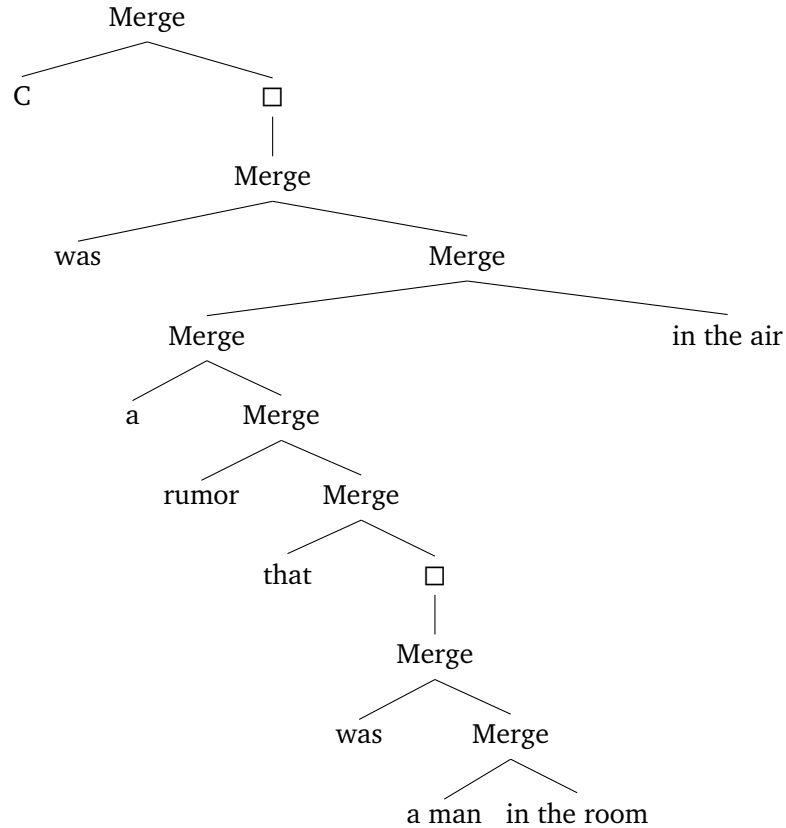 Merge
C □
Merge
was Merge
Merge in the air
a Merge
rumor Merge
that □
Merge
was Merge
a man in the room